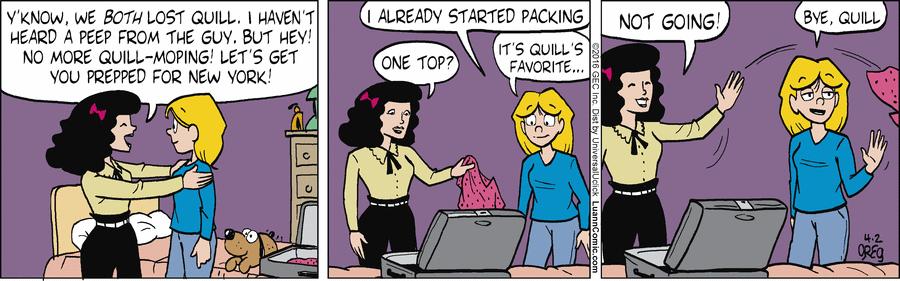 Y'KNOW, WE BOTH LOST QUILL. I HAVEN'T
HEARD A PEEP FROM THE GUY. BUT HEY!
NO MORE QUILL-MOPING! LET'S GET
YOU PREPPED FOR NEW YORK!
I ALREADY STARTED PACKING
ONE TOP?
IT'S QUILL'S
FAVORITE...
©2016 GEC Inc. Dist by UniversalUclick LuannComic.com
NOT GOING!
BYE, QUILL
4-2
GREG